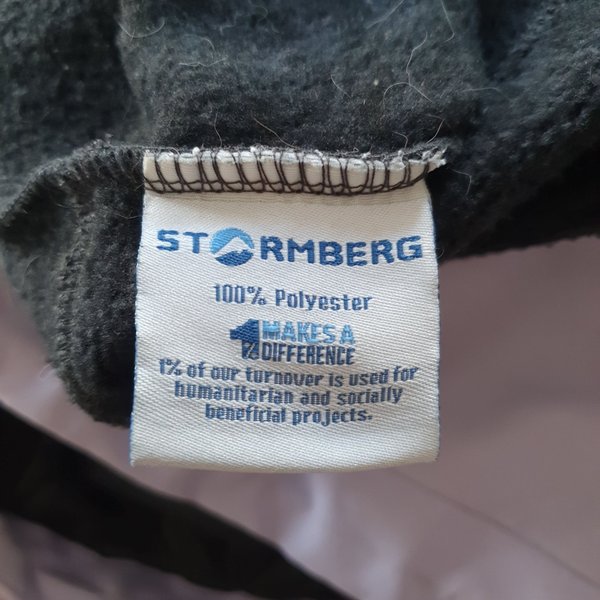 STORMBERG
100% Polyester
1% MAKES A
DIFFERENCE
1% of our turnover is used for
humanitarian and socially
beneficial projects.